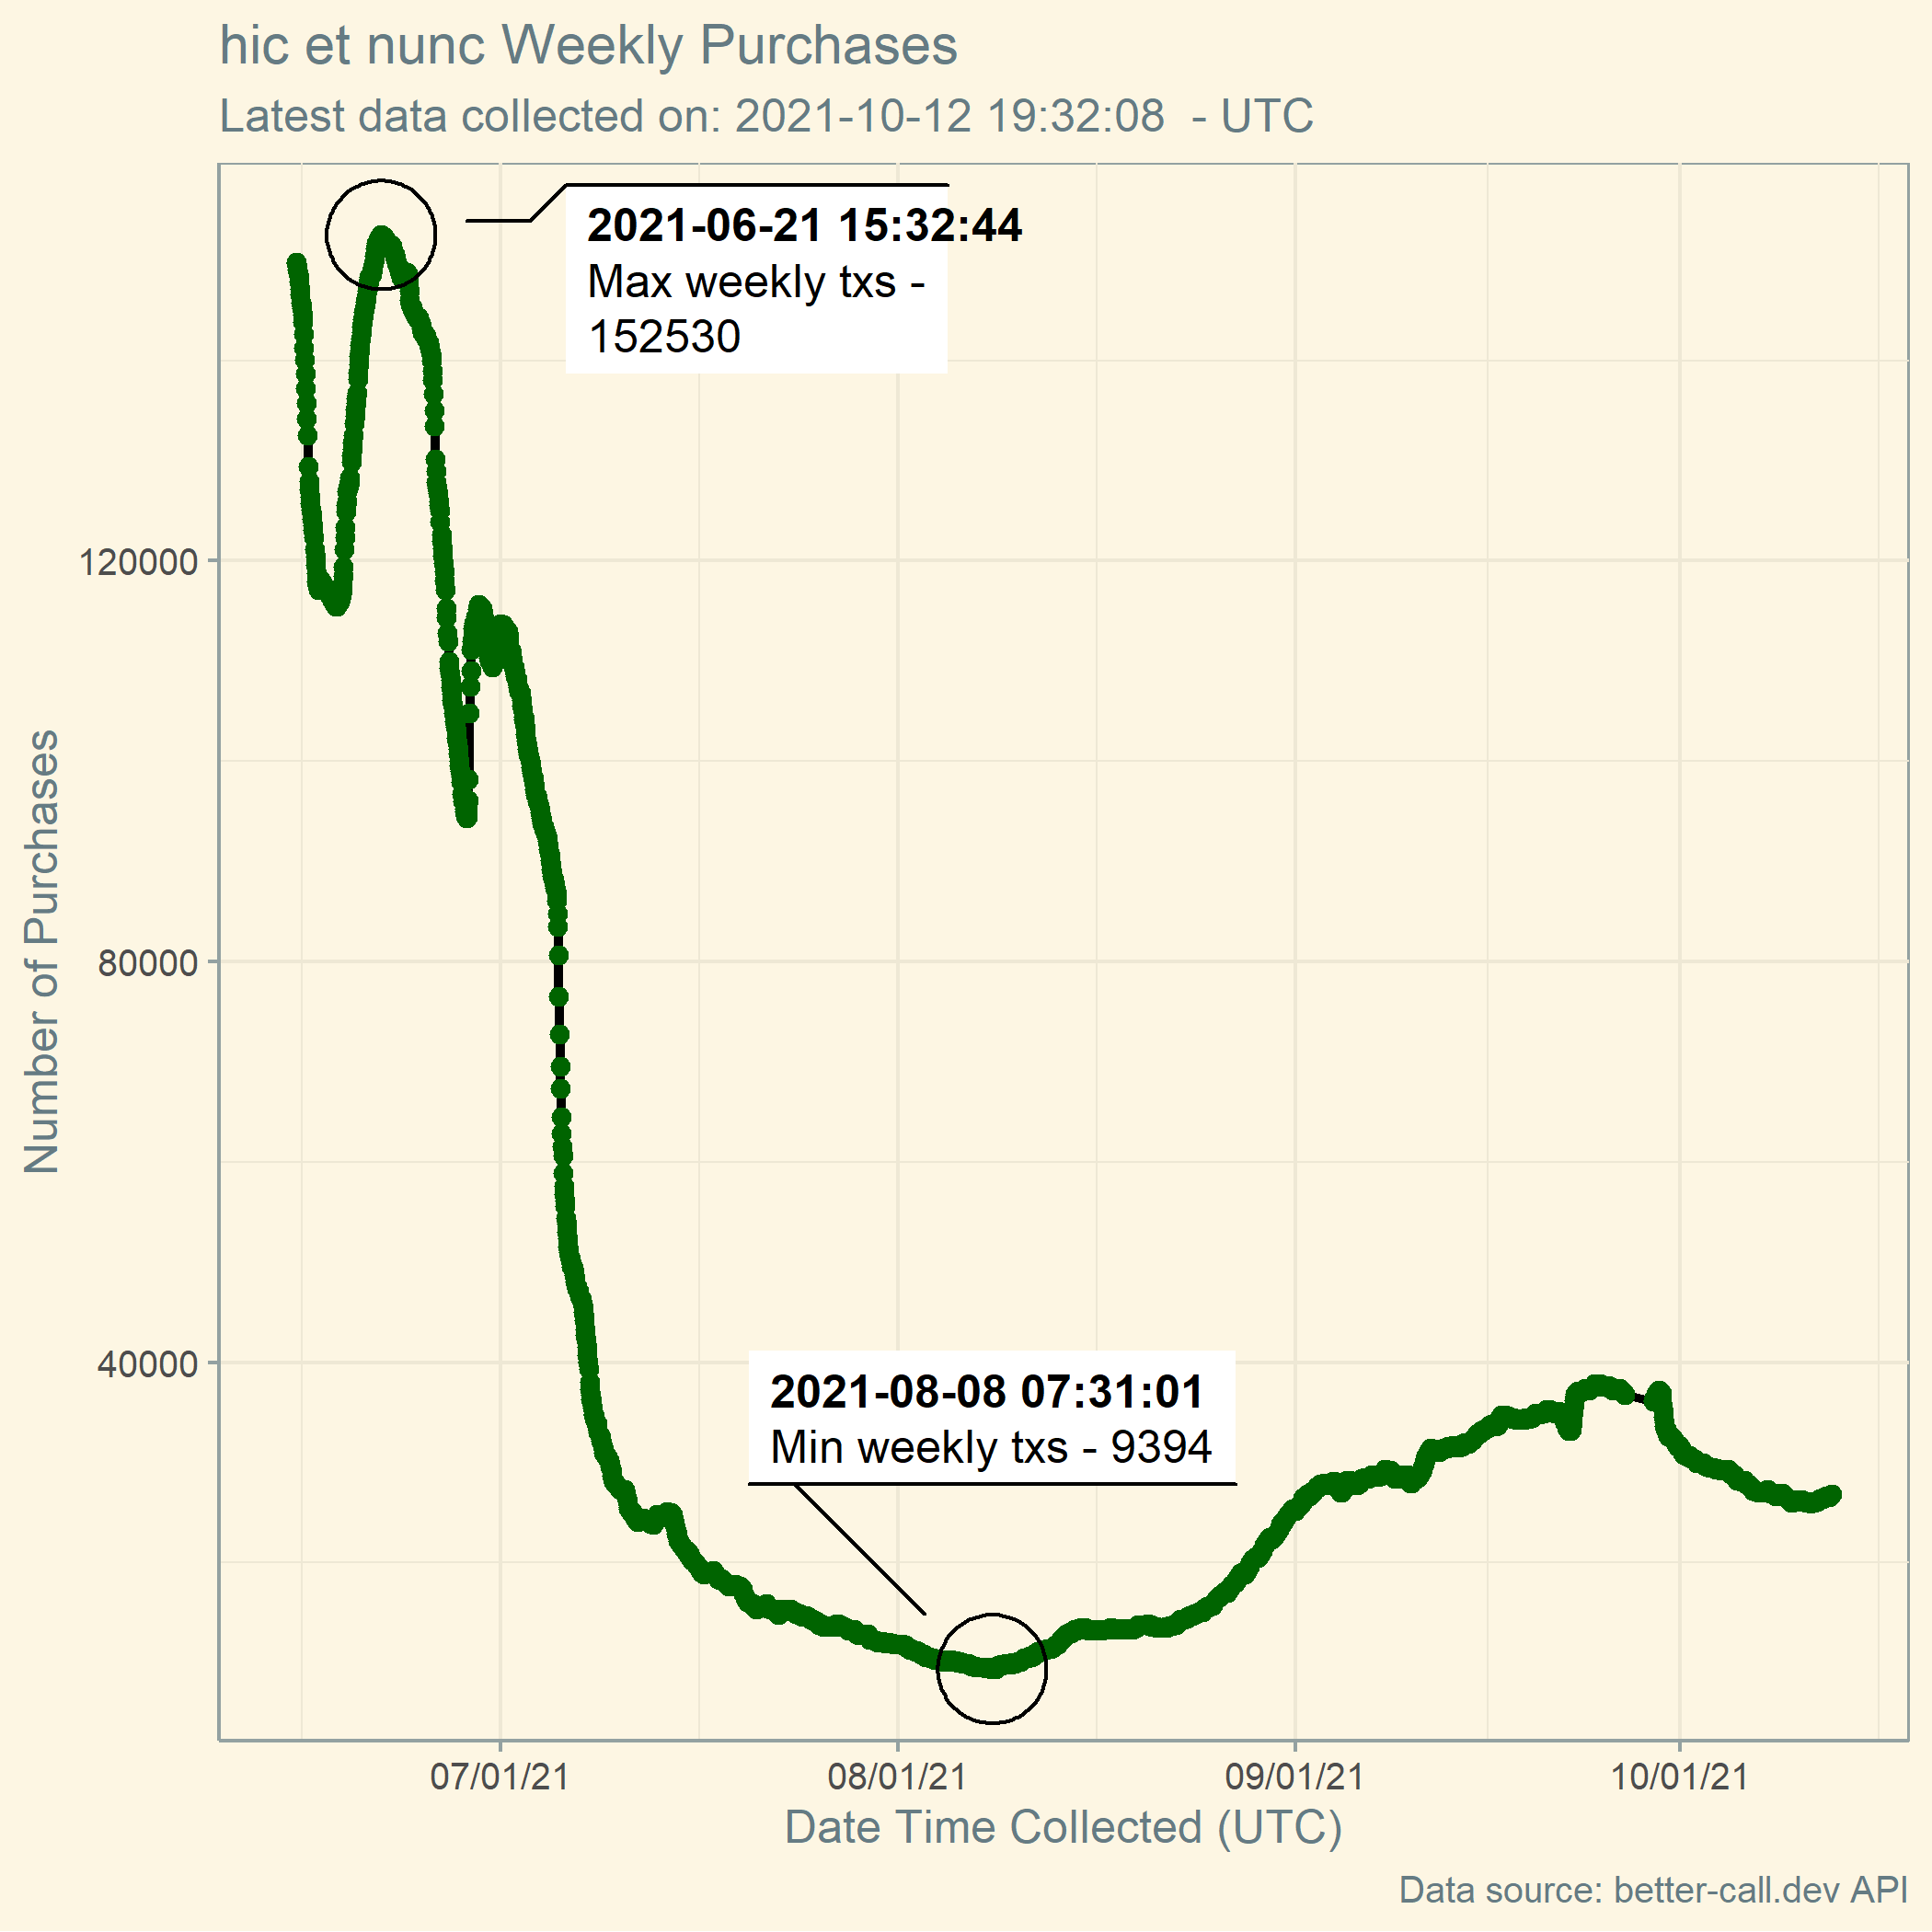 hic et nunc Weekly Purchases
Latest data collected on: 2021-10-12 19:32:08  - UTC
2021-06-21 15:32:44
Max weekly txs -
152530
120000
80000
40000
Number of Purchases
2021-08-08 07:31:01
Min weekly txs - 9394
07/01/21
08/01/21
09/01/21
10/01/21
Date Time Collected (UTC)
Data source: better-call.dev API